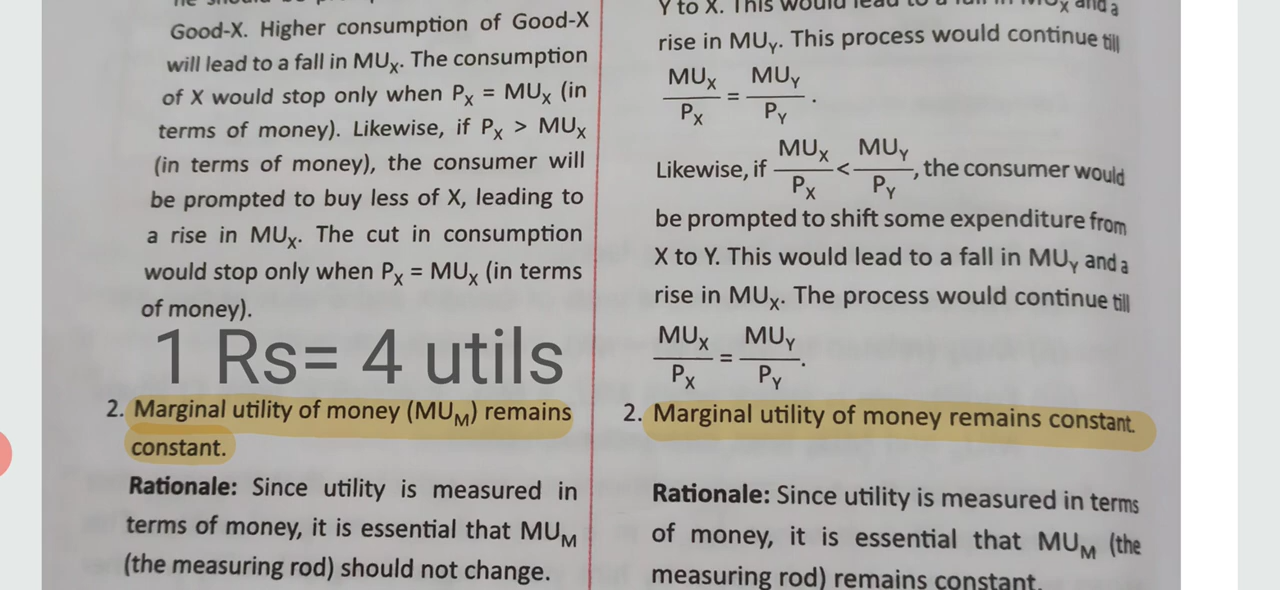 he should be
Good-X. Higher consumption of Good-X
will lead to a fall in MUX. The consumption
of X would stop only when PX = MUX (in
terms of money). Likewise, if PX > MUX
(in terms of money), the consumer will
be prompted to buy less of X, leading to
a rise in MUX. The cut in consumption
would stop only when PX = MUX (in terms
of money).
1 Rs= 4 utils
2. Marginal utility of money (MUM) remains
constant.
Rationale: Since utility is measured in
terms of money, it is essential that MUM
(the measuring rod) should not change.
Y to X. This would lead to a fall in MUX and a
rise in MUY. This process would continue till
MUX MUY
=
PX PY .
Likewise, if MUX/PX < MUY/PY, the consumer would
be prompted to shift some expenditure from
X to Y. This would lead to a fall in MUY and a
rise in MUX. The process would continue till
MUX MUY
=
PX PY .
2. Marginal utility of money remains constant.
Rationale: Since utility is measured in terms
of money, it is essential that MUM (the
measuring rod) remains constant.